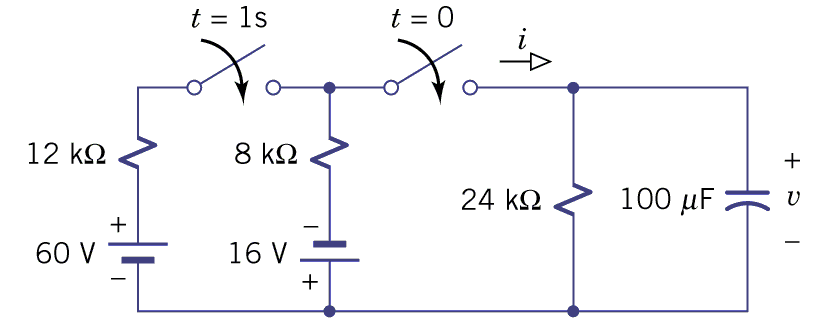 t = 1s
t = 0
i
12 kΩ
8 kΩ
24 kΩ
100 μF
+
v
−
+
60 V
−
−
16 V
+